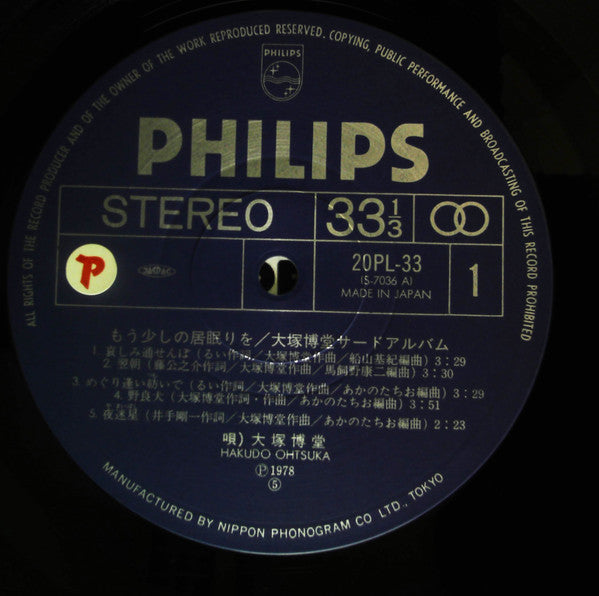 ALL RIGHTS OF THE RECORD PRODUCER AND OF THE OWNER OF THE WORK REPRODUCED RESERVED. COPYING, PUBLIC PERFORMANCE AND BROADCASTING OF THIS RECORD PROHIBITED
PHILIPS
PHILIPS
STEREO 33 1/3
P 20PL-33 1
(S-7036 A)
MADE IN JAPAN
もう少しの居眠りを/大塚博堂サードアルバム
1. 哀しみ通せんぼ (るい作詞/大塚博堂作曲/船山基紀編曲) 3:29
2. 翌朝 (藤公之介作詞/大塚博堂作曲/馬飼野康二編曲) 3:30
3. めぐり逢い紡いで (るい作詞/大塚博堂作曲/あかのたちお編曲) 3:29
4. 野良犬 (大塚博堂作詞・作曲/あかのたちお編曲) 3:51
5. 夜迷星 (井手剛一作詞/大塚博堂作曲/あかのたちお編曲) 2:23
唄) 大塚博堂
HAKUDO OHTSUKA
Ⓟ1978
⑤
MANUFACTURED BY NIPPON PHONOGRAM CO LTD., TOKYO